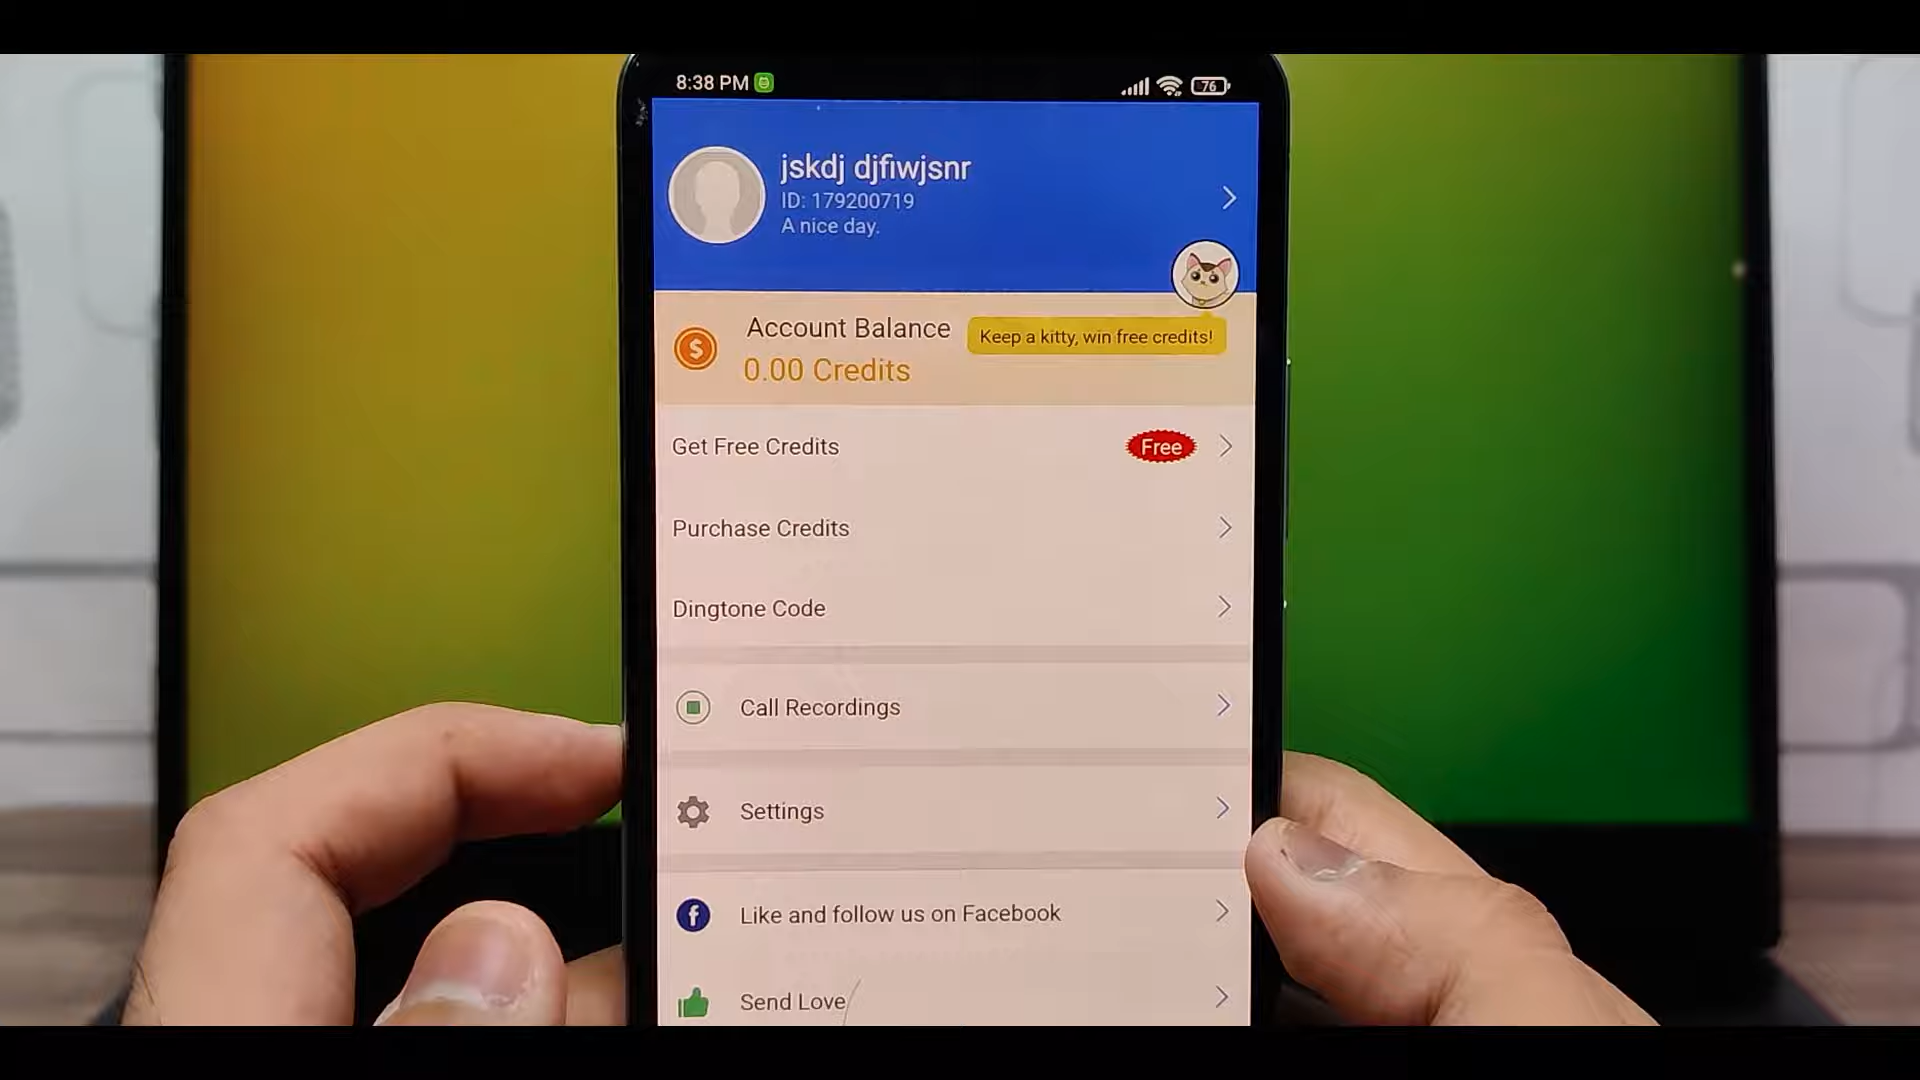 8:38 PM 76
jskdj djfiwjsnr
ID: 179200719
A nice day.
Account Balance
Keep a kitty, win free credits!
0.00 Credits
Get Free Credits Free
Purchase Credits
Dingtone Code
Call Recordings
Settings
Like and follow us on Facebook
Send Love